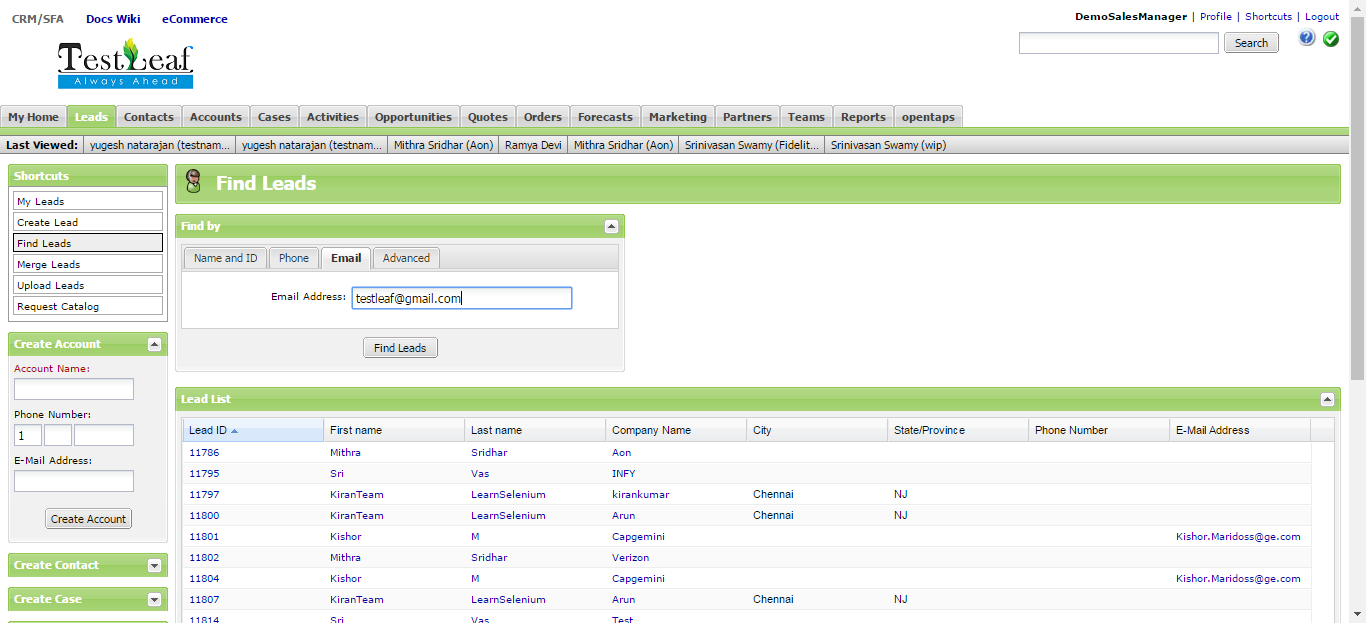 CRM/SFA Docs Wiki eCommerce
DemoSalesManager | Profile | Shortcuts | Logout
TestLeaf
Always Ahead
Search
?
My Home Leads Contacts Accounts Cases Activities Opportunities Quotes Orders Forecasts Marketing Partners Teams Reports opentaps
Last Viewed: yugesh natarajan (testnam... yugesh natarajan (testnam... Mithra Sridhar (Aon) Ramya Devi Mithra Sridhar (Aon) Srinivasan Swamy (Fidelit... Srinivasan Swamy (wip)
Shortcuts
My Leads
Create Lead
Find Leads
Merge Leads
Upload Leads
Request Catalog
Create Account
Account Name:
Phone Number:
1
E-Mail Address:
Create Account
Create Contact
Create Case
Find Leads
Find by
Name and ID Phone Email Advanced
Email Address: testleaf@gmail.com
Find Leads
Lead List
Lead ID First name Last name Company Name City State/Province Phone Number E-Mail Address
11786 Mithra Sridhar Aon
11795 Sri Vas INFY
11797 KiranTeam LearnSelenium kirankumar Chennai NJ
11800 KiranTeam LearnSelenium Arun Chennai NJ
11801 Kishor M Capgemini Kishor.Maridoss@ge.com
11802 Mithra Sridhar Verizon
11804 Kishor M Capgemini Kishor.Maridoss@ge.com
11807 KiranTeam LearnSelenium Arun Chennai NJ
11814 Sri Vas Test